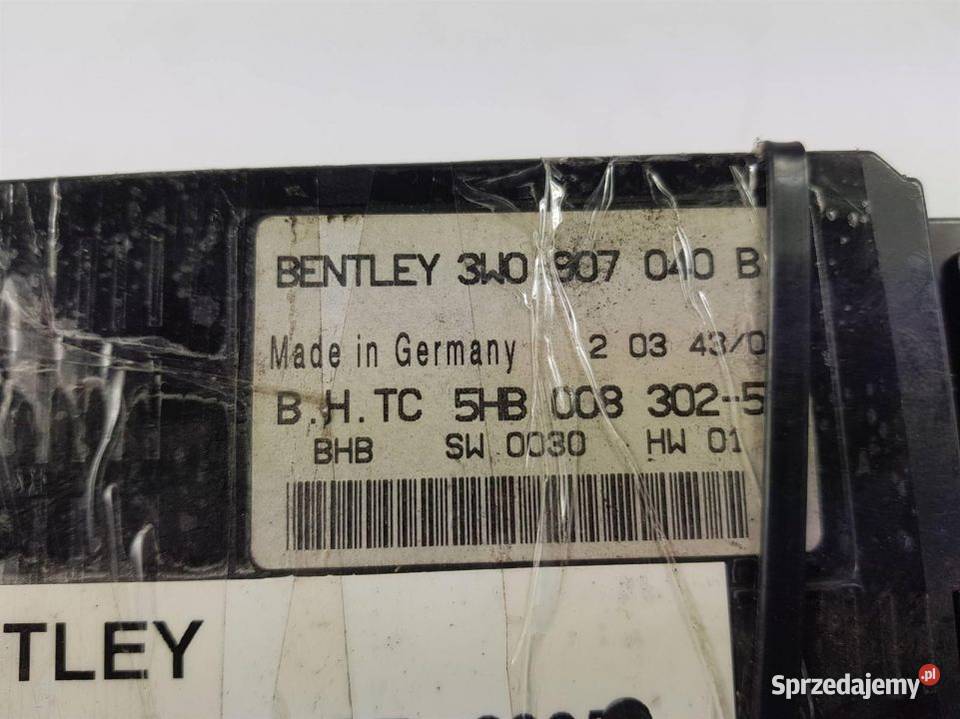 BENTLEY 3W0 907 040 B
Made in Germany 2 03 43/0
B.H.TC 5HB 008 302-5
BHB SW 0030 HW 01
TLEY
Sprzedajemy.pl